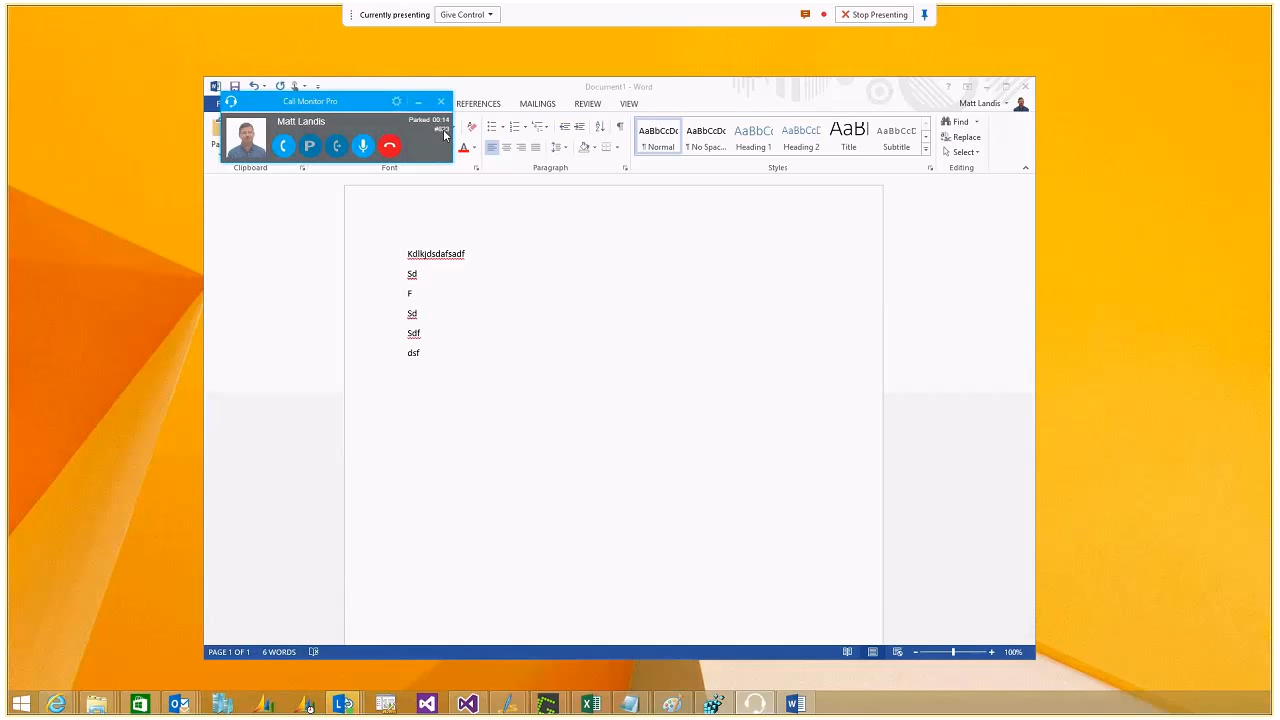 Currently presenting Give Control Stop Presenting
Document1 - Word
Call Monitor Pro
REFERENCES MAILINGS REVIEW VIEW Matt Landis
Matt Landis Parked 00:14
AaBbCcDc AaBbCcDc AaBbCc AaBbCcD AaBl AaBbCcD Find
¶ Normal ¶ No Spac... Heading 1 Heading 2 Title Subtitle Replace
Select
Clipboard Font Paragraph Styles Editing
Kdlkjdsdafsadf
Sd
F
Sd
Sdf
dsf
PAGE 1 OF 1 6 WORDS 100%